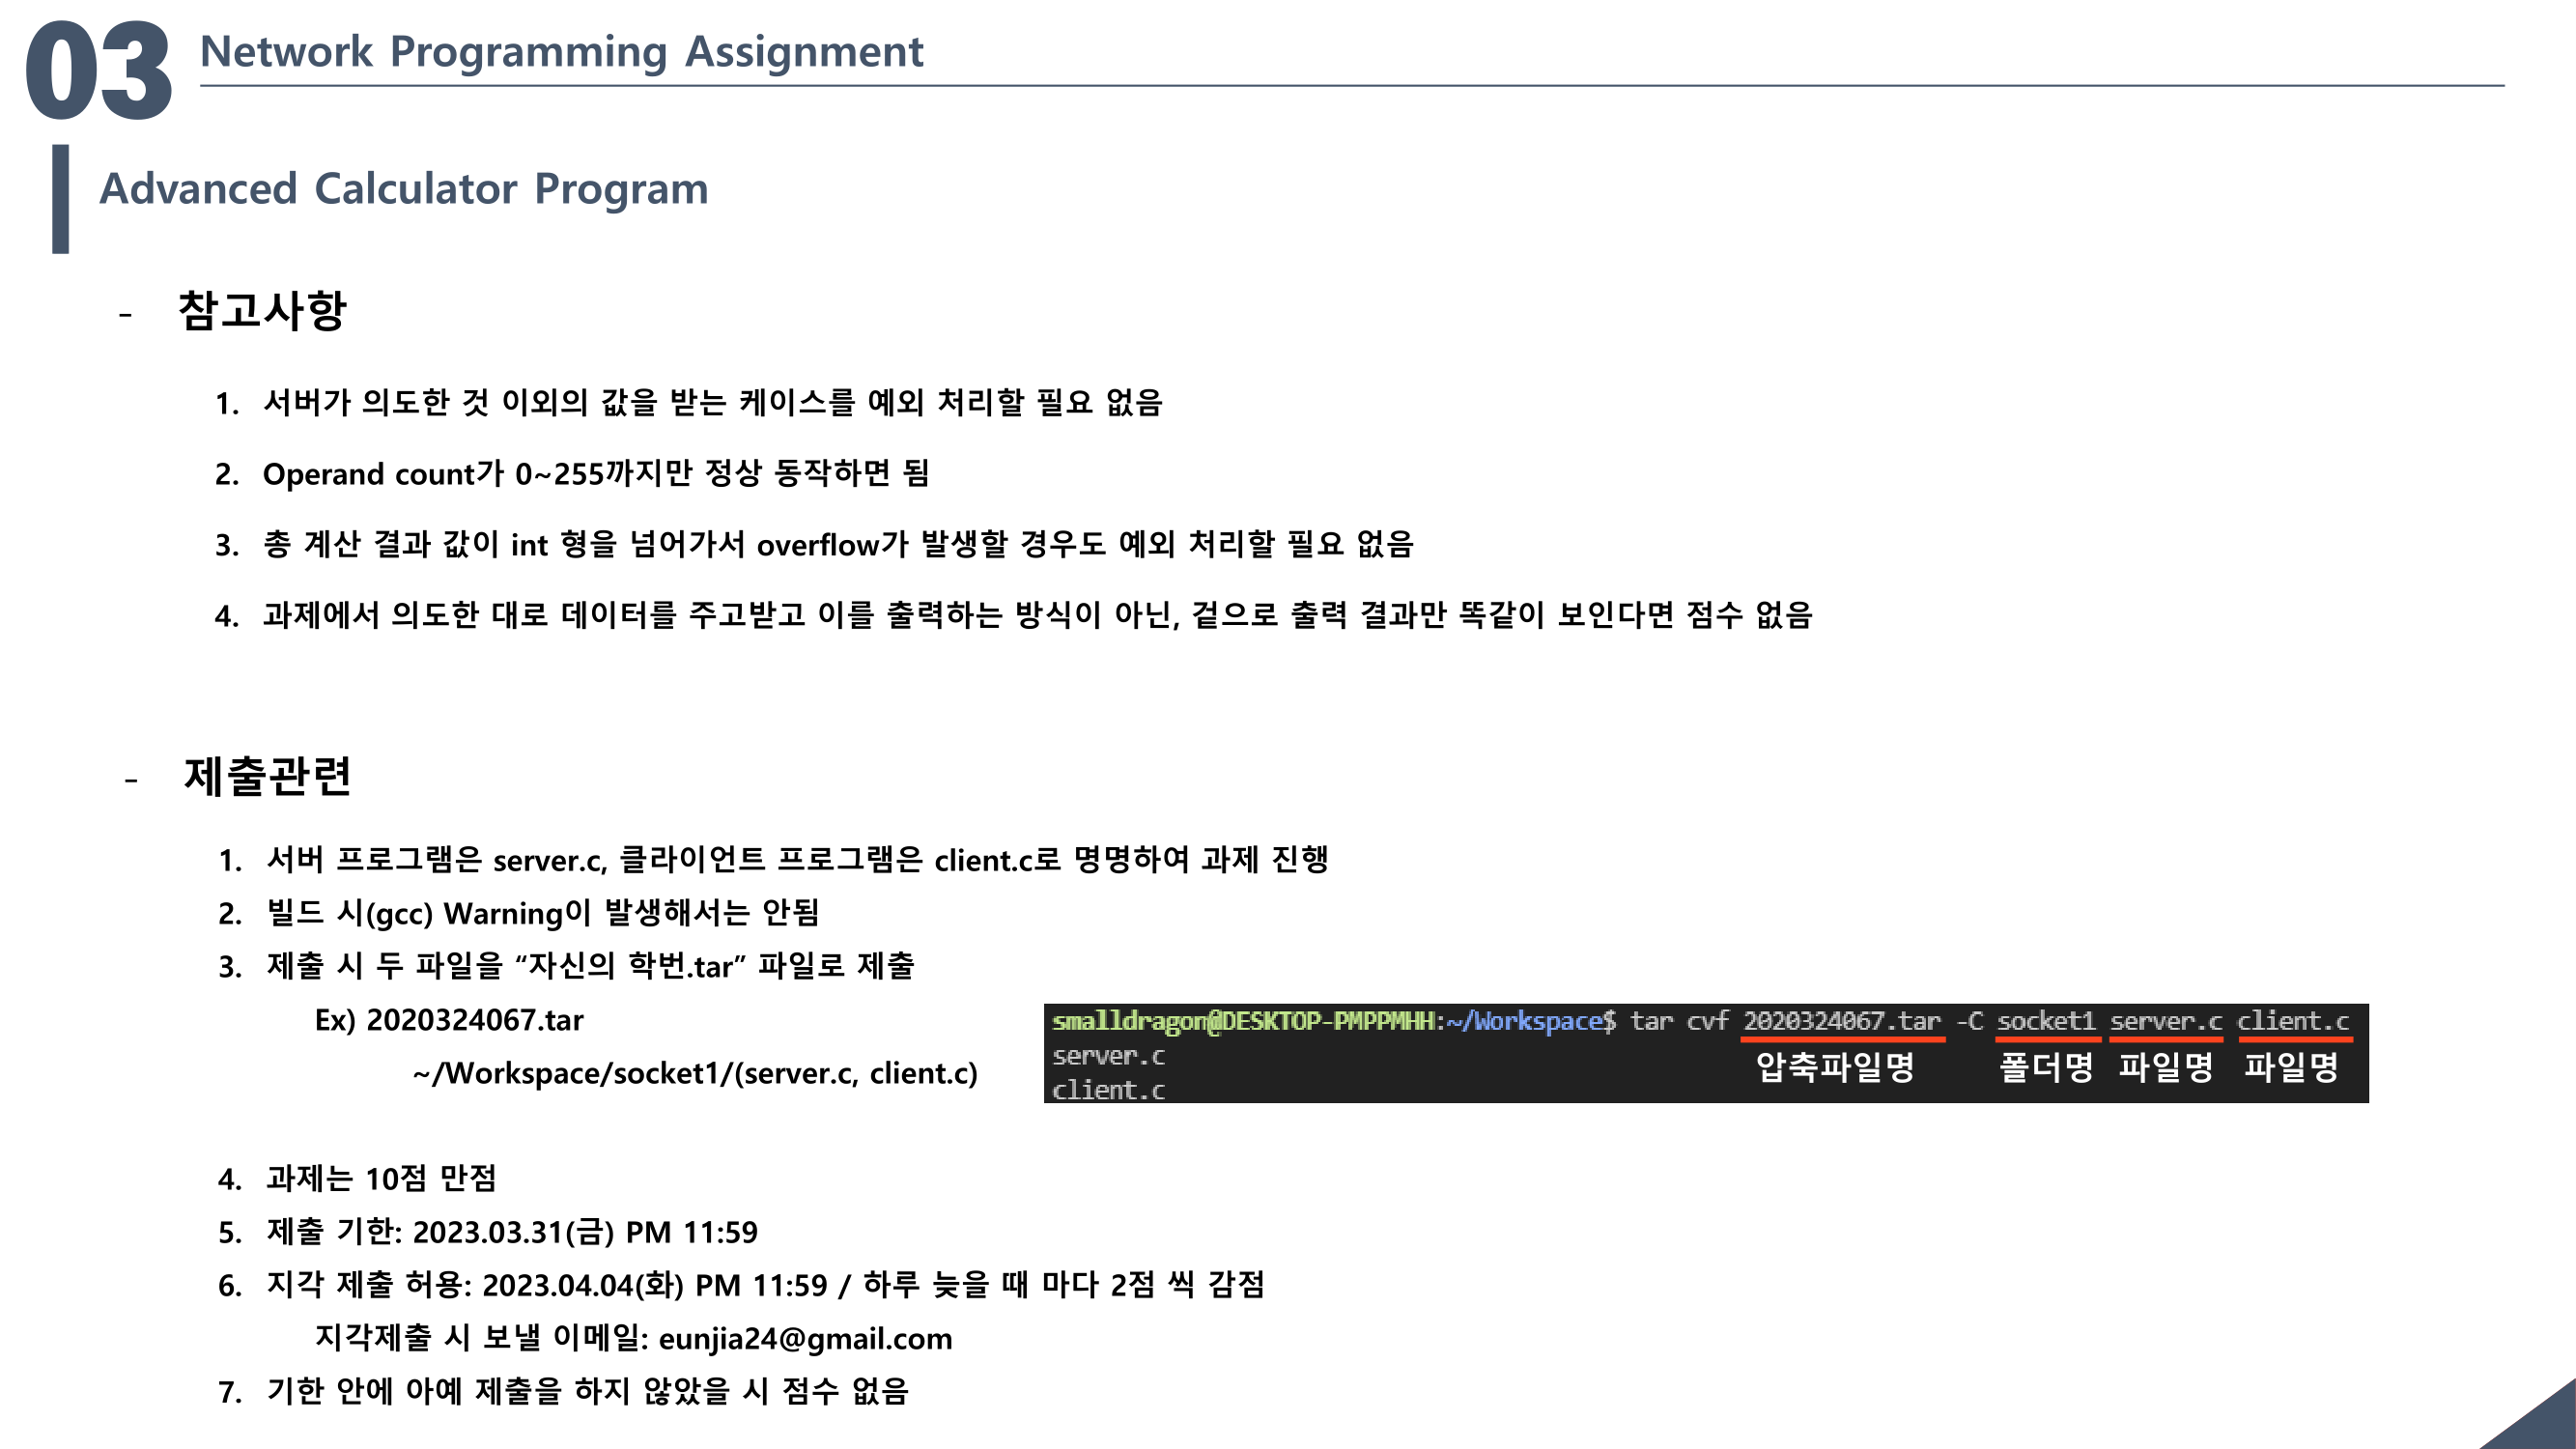 03 Network Programming Assignment
Advanced Calculator Program
- 참고사항
1. 서버가 의도한 것 이외의 값을 받는 케이스를 예외 처리할 필요 없음
2. Operand count가 0~255까지만 정상 동작하면 됨
3. 총 계산 결과 값이 int 형을 넘어가서 overflow가 발생할 경우도 예외 처리할 필요 없음
4. 과제에서 의도한 대로 데이터를 주고받고 이를 출력하는 방식이 아닌, 겉으로 출력 결과만 똑같이 보인다면 점수 없음
- 제출관련
1. 서버 프로그램은 server.c, 클라이언트 프로그램은 client.c로 명명하여 과제 진행
2. 빌드 시(gcc) Warning이 발생해서는 안됨
3. 제출 시 두 파일을 “자신의 학번.tar” 파일로 제출
Ex) 2020324067.tar
~/Workspace/socket1/(server.c, client.c)
smalldragon@DESKTOP-PMPPMHH:~/Workspace$ tar cvf 2020324067.tar -C socket1 server.c client.c
server.c
압축파일명 폴더명 파일명 파일명
client.c
4. 과제는 10점 만점
5. 제출 기한: 2023.03.31(금) PM 11:59
6. 지각 제출 허용: 2023.04.04(화) PM 11:59 / 하루 늦을 때 마다 2점 씩 감점
지각제출 시 보낼 이메일: eunjia24@gmail.com
7. 기한 안에 아예 제출을 하지 않았을 시 점수 없음